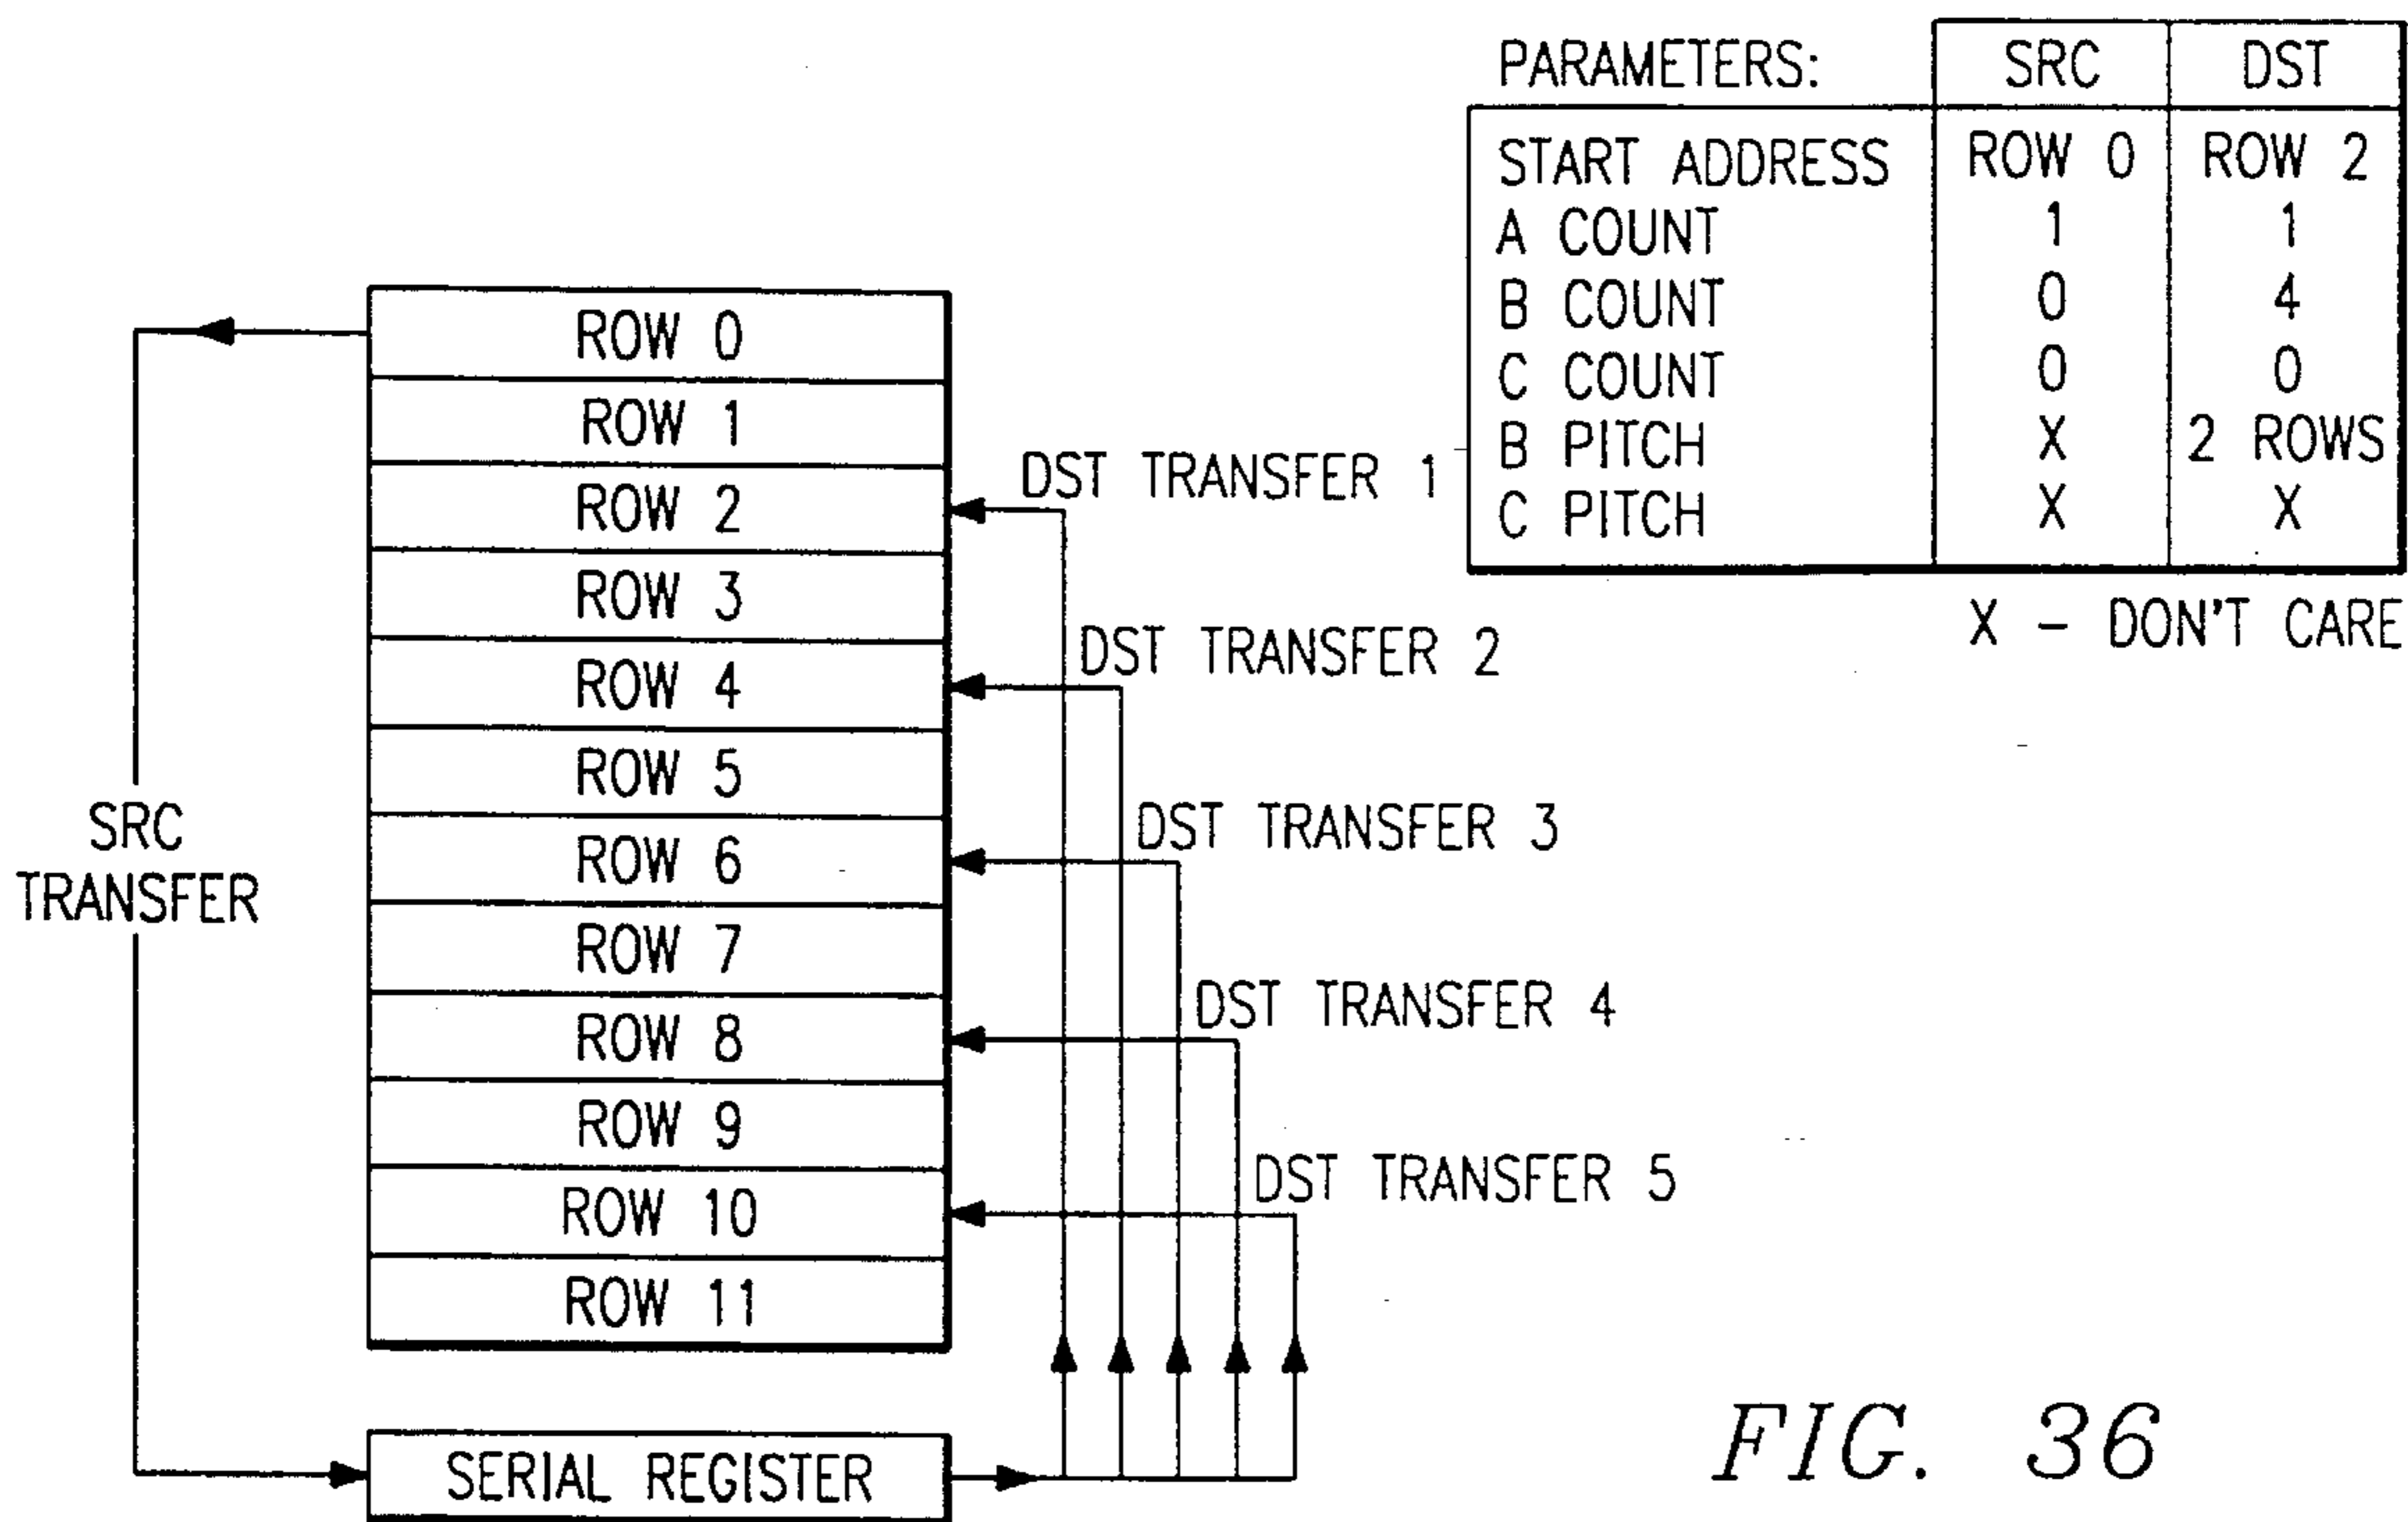 PARAMETERS: SRC DST
START ADDRESS ROW 0 ROW 2
A COUNT 1 1
B COUNT 0 4
C COUNT 0 0
B PITCH X 2 ROWS
C PITCH X X
X – DON'T CARE
ROW 0
ROW 1
ROW 2
ROW 3
ROW 4
ROW 5
ROW 6
ROW 7
ROW 8
ROW 9
ROW 10
ROW 11
SRC
TRANSFER
DST TRANSFER 1
DST TRANSFER 2
DST TRANSFER 3
DST TRANSFER 4
DST TRANSFER 5
SERIAL REGISTER
FIG. 36